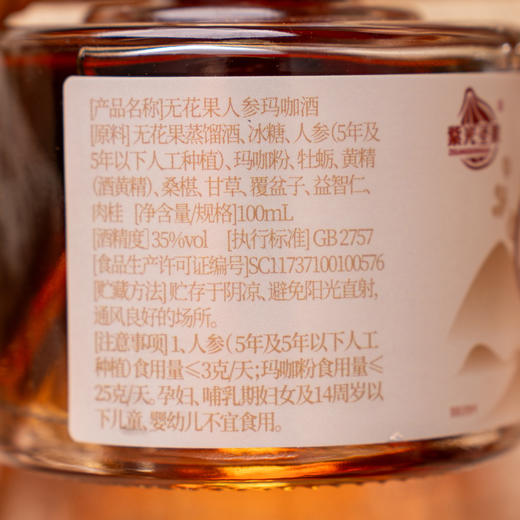 [产品名称]无花果人参玛咖酒
[原料]无花果蒸馏酒、冰糖、人参(5年及
5年以下人工种植)、玛咖粉、牡蛎、黄精
(酒黄精)、桑椹、甘草、覆盆子、益智仁、
肉桂 [净含量/规格]100mL
[酒精度]35%vol [执行标准] GB 2757
[食品生产许可证编号]SC11737100100576
[贮藏方法]贮存于阴凉、避免阳光直射,
通风良好的场所。
[注意事项] 1、人参(5年及5年以下人工
种植)食用量≤3克/天;玛咖粉食用量≤
25克/天。孕妇、哺乳期妇女及14周岁以
下儿童、婴幼儿不宜食用。